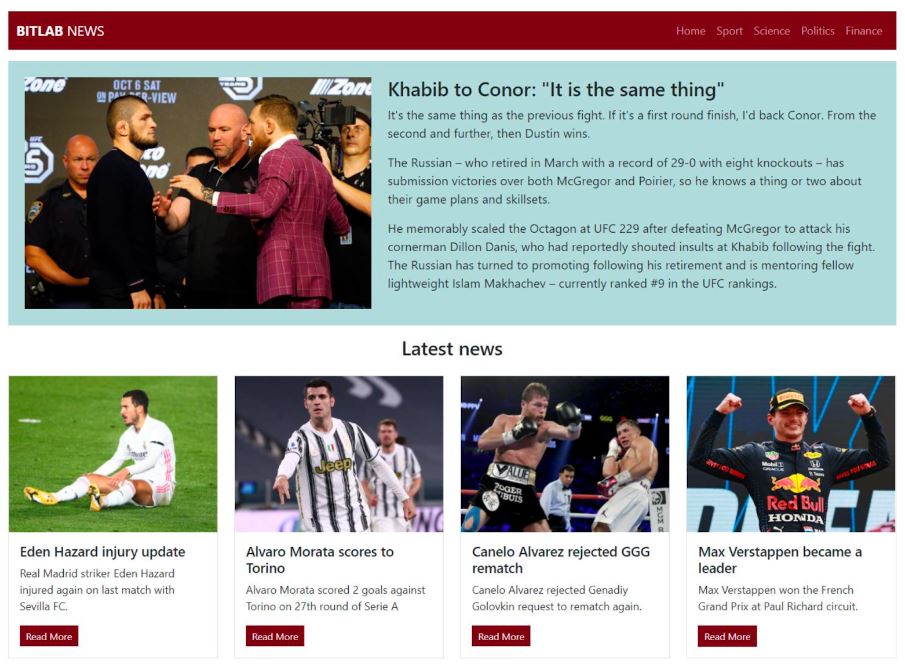 BITLAB NEWS
Home Sport Science Politics Finance
Zone
OCT 6 SAT
ON PAY-PER-VIEW
Zone
Khabib to Conor: "It is the same thing"
It's the same thing as the previous fight. If it's a first round finish, I'd back Conor. From the
second and further, then Dustin wins.
The Russian – who retired in March with a record of 29-0 with eight knockouts – has
submission victories over both McGregor and Poirier, so he knows a thing or two about
their game plans and skillsets.
He memorably scaled the Octagon at UFC 229 after defeating McGregor to attack his
cornerman Dillon Danis, who had reportedly shouted insults at Khabib following the fight.
The Russian has turned to promoting following his retirement and is mentoring fellow
lightweight Islam Makhachev – currently ranked #9 in the UFC rankings.
Latest news
Jeep
Red Bull
HONDA
Eden Hazard injury update
Real Madrid striker Eden Hazard
injured again on last match with
Sevilla FC.
Read More
Alvaro Morata scores to
Torino
Alvaro Morata scored 2 goals against
Torino on 27th round of Serie A
Read More
Canelo Alvarez rejected GGG
rematch
Canelo Alvarez rejected Genadiy
Golovkin request to rematch again.
Read More
Max Verstappen became a
leader
Max Verstappen won the French
Grand Prix at Paul Richard circuit.
Read More